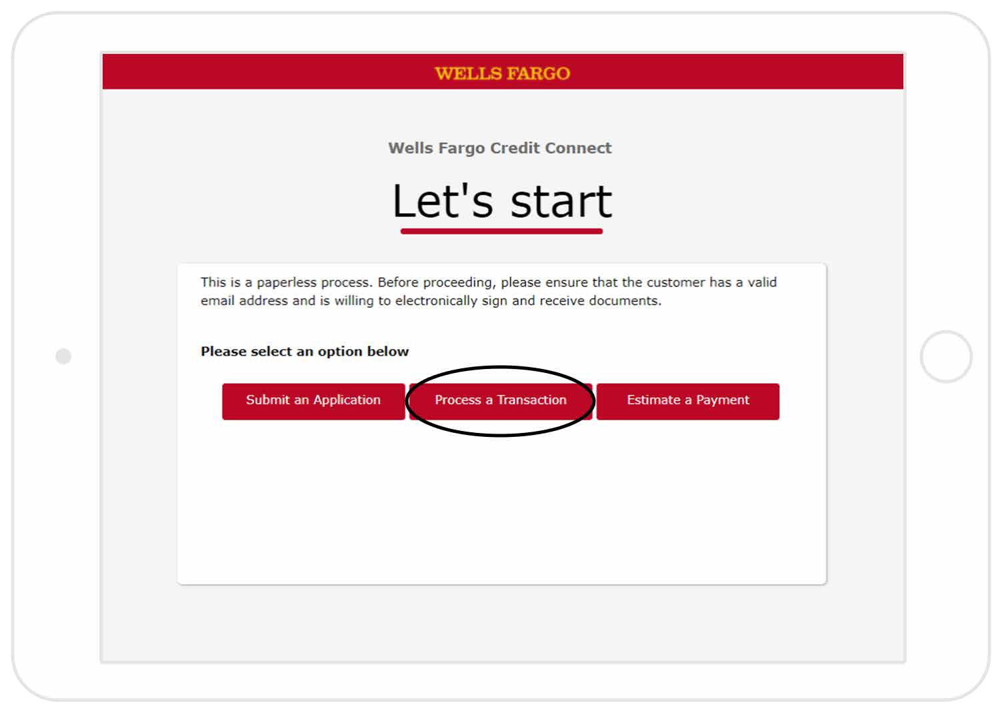 WELLS FARGO
Wells Fargo Credit Connect
Let's start
This is a paperless process. Before proceeding, please ensure that the customer has a valid
email address and is willing to electronically sign and receive documents.
Please select an option below
Submit an Application
Process a Transaction
Estimate a Payment